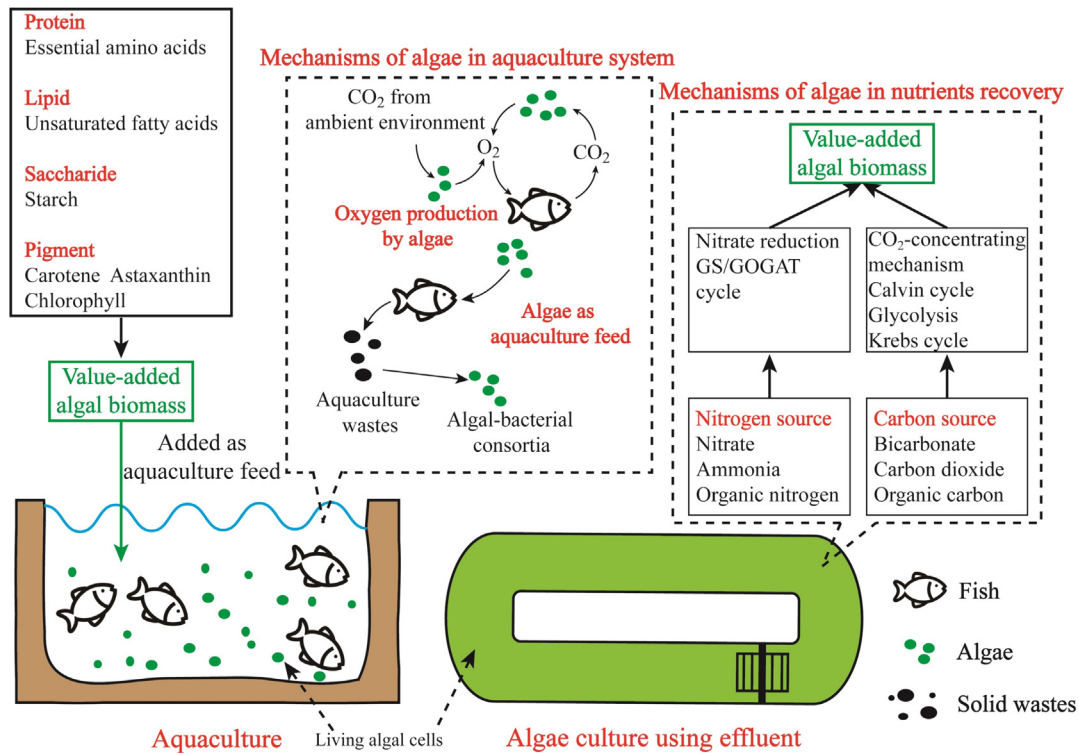 Protein
Essential amino acids
Lipid
Unsaturated fatty acids
Saccharide
Starch
Pigment
Carotene Astaxanthin
Chlorophyll
Value-added
algal biomass
Added as
aquaculture feed
Mechanisms of algae in aquaculture system
CO₂ from
ambient environment
O₂
CO₂
Oxygen production
by algae
Algae as
aquaculture feed
Aquaculture
wastes
Algal-bacterial
consortia
Mechanisms of algae in nutrients recovery
Value-added
algal biomass
Nitrate reduction
GS/GOGAT
cycle
CO₂-concentrating
mechanism
Calvin cycle
Glycolysis
Krebs cycle
Nitrogen source
Nitrate
Ammonia
Organic nitrogen
Carbon source
Bicarbonate
Carbon dioxide
Organic carbon
Fish
Algae
Solid wastes
Aquaculture
Living algal cells
Algae culture using effluent